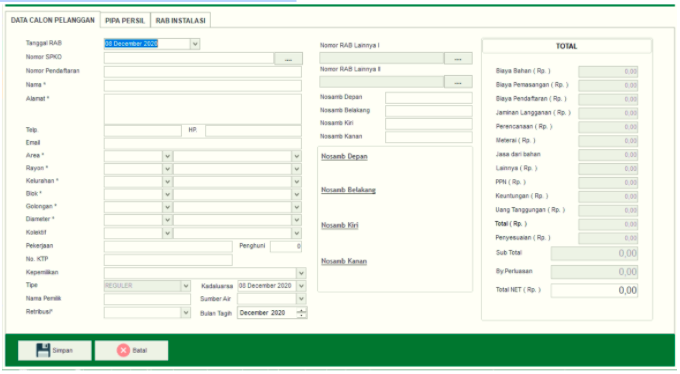 DATA CALON PELANGGAN PIPA PERSIL RAB INSTALASI
Tanggal RAB 08 December 2020
Nomor SPKO ...
Nomor Pendaftaran
Nama *
Alamat *
Telp. HP.
Email
Area *
Rayon *
Kelurahan *
Blok *
Golongan *
Diameter *
Kolektif
Pekerjaan Penghuni 0
No. KTP
Kepemilikan
Tipe REGULER Kadaluarsa 08 December 2020
Nama Pemilik Sumber Air
Retribusi* Bulan Tagih December 2020
Nomor RAB Lainnya I
...
Nomor RAB Lainnya II
...
Nosamb Depan
Nosamb Belakang
Nosamb Kiri
Nosamb Kanan
Nosamb Depan
Nosamb Belakang
Nosamb Kiri
Nosamb Kanan
TOTAL
Biaya Bahan ( Rp. ) 0,00
Biaya Pemasangan ( Rp. ) 0,00
Biaya Pendaftaran ( Rp. ) 0,00
Jaminan Langganan ( Rp. ) 0,00
Perencanaan ( Rp. ) 0,00
Meterai ( Rp. ) 0,00
Jasa dari bahan 0,00
Lainnya ( Rp. ) 0,00
PPN ( Rp. ) 0,00
Keuntungan ( Rp. ) 0,00
Uang Tanggungan ( Rp. ) 0,00
Total ( Rp. ) 0,00
Penyesuaian ( Rp. ) 0,00
Sub Total 0,00
By Perluasan 0,00
Total NET ( Rp. ) 0,00
Simpan Batal